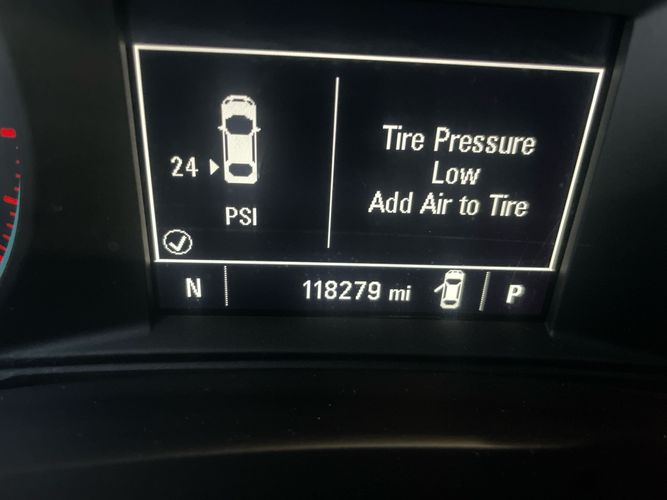 Tire Pressure
Low
Add Air to Tire
24
PSI
N
118279 mi
P